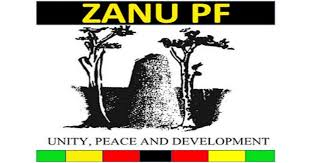 ZANU PF
UNITY, PEACE AND DEVELOPMENT